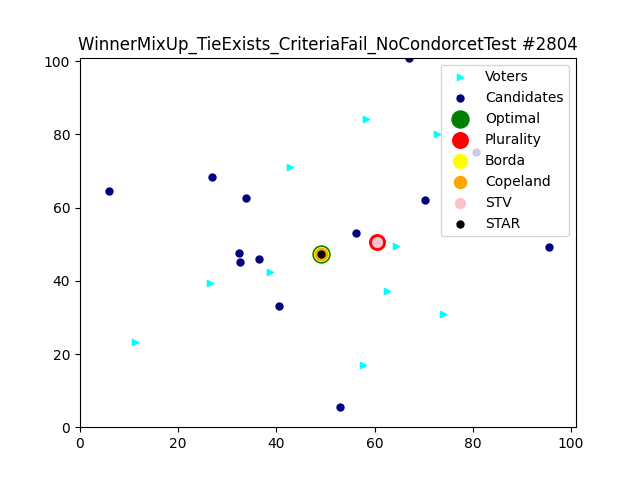 WinnerMixUp_TieExists_CriteriaFail_NoCondorcetTest #2804
100
80
60
40
20
0
0 20 40 60 80 100
Voters
Candidates
Optimal
Plurality
Borda
Copeland
STV
STAR